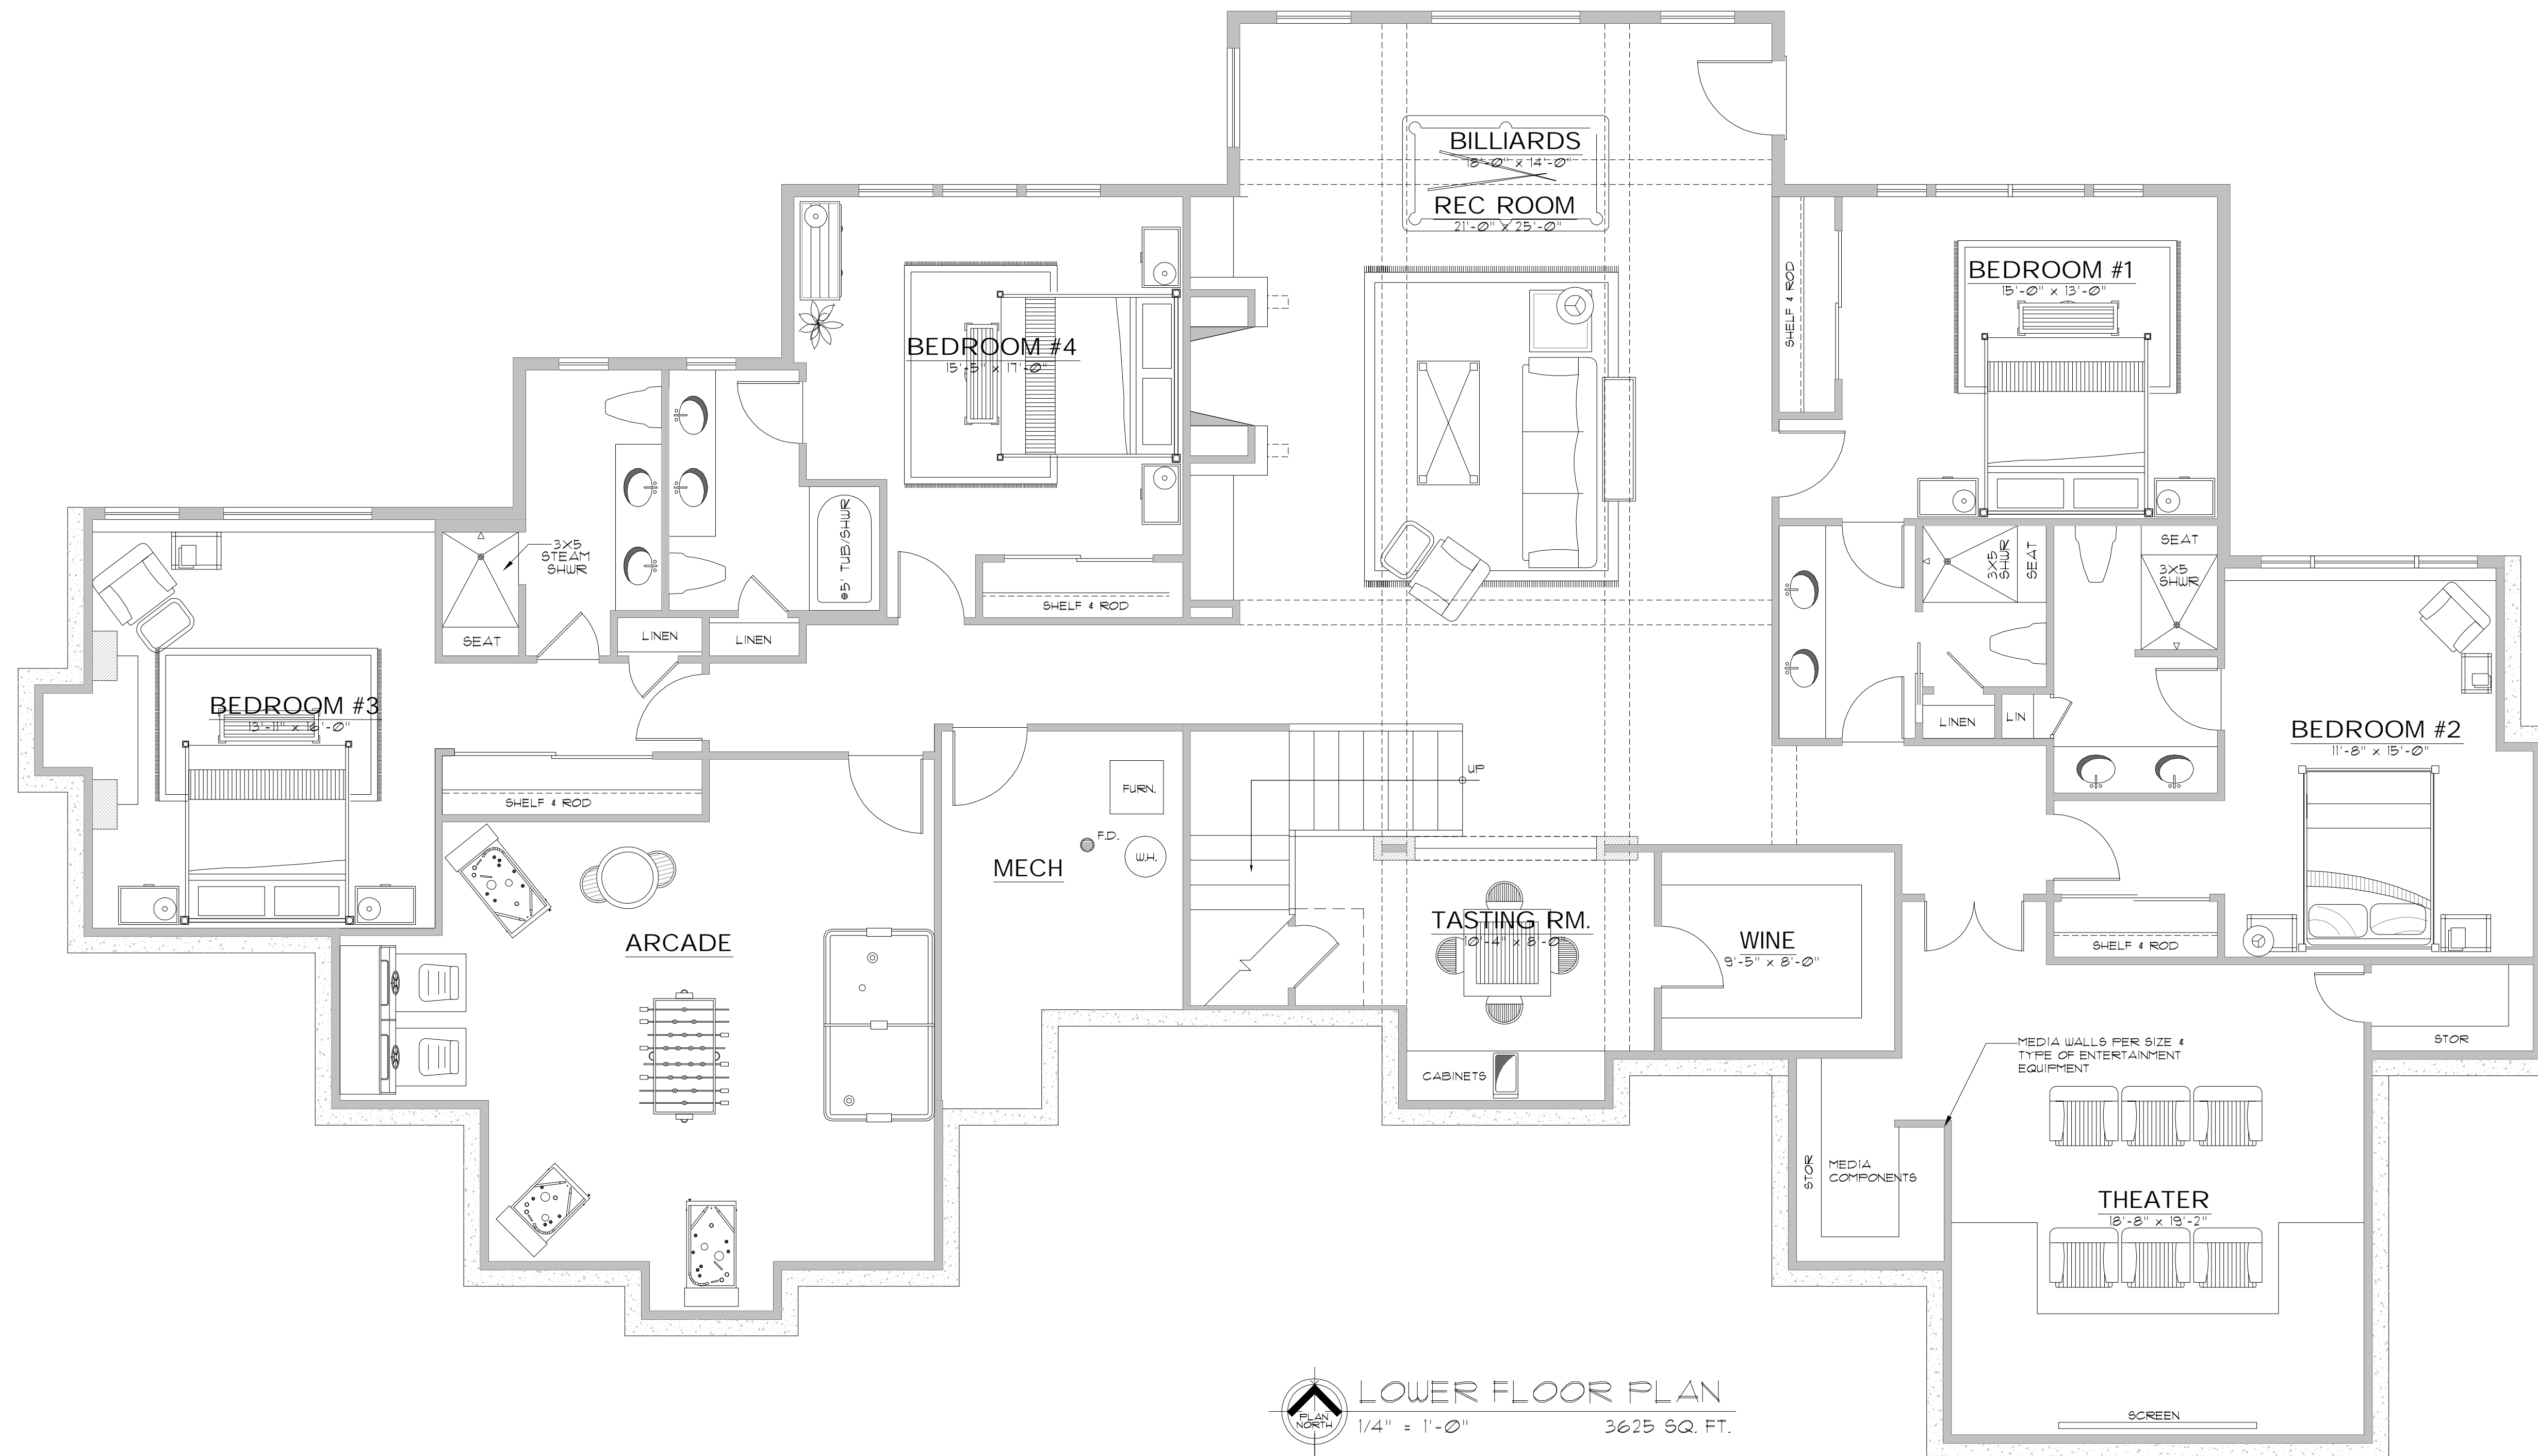 BILLIARDS
18'-0" x 14'-0"
REC ROOM
21'-0" x 25'-0"
BEDROOM #1
15'-0" x 13'-0"
SHELF & ROD
BEDROOM #4
15'-5" x 17'-0"
SHELF & ROD
5' TUB/SHWR
3X5
STEAM
SHWR
SEAT
LINEN
LINEN
3X5
SHWR
SEAT
SEAT
3X5
SHWR
LINEN
LIN
BEDROOM #3
13'-11" x 16'-0"
SHELF & ROD
BEDROOM #2
11'-8" x 15'-0"
SHELF & ROD
UP
FURN.
F.D.
W.H.
MECH
ARCADE
TASTING RM.
10'-4" x 8'-0"
WINE
9'-5" x 8'-0"
CABINETS
STOR
MEDIA WALLS PER SIZE &
TYPE OF ENTERTAINMENT
EQUIPMENT
STOR
MEDIA
COMPONENTS
THEATER
18'-8" x 19'-2"
SCREEN
PLAN
NORTH
LOWER FLOOR PLAN
1/4" = 1'-0"
3625 SQ. FT.